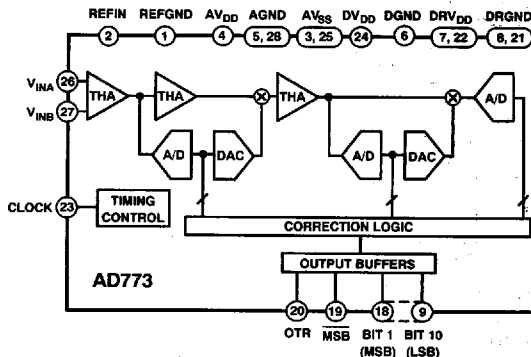 REFIN REFGND AVDD AGND AVSS DVDD DGND DRVDD DRGND
2 1 4 5, 28 3, 25 24 6 7, 22 8, 21
26 VINA
27 VINB
THA THA THA A/D
A/D DAC A/D DAC
CLOCK 23 TIMING CONTROL
CORRECTION LOGIC
OUTPUT BUFFERS
AD773
20 19 18 9
OTR MSB BIT 1 BIT 10
(MSB) (LSB)